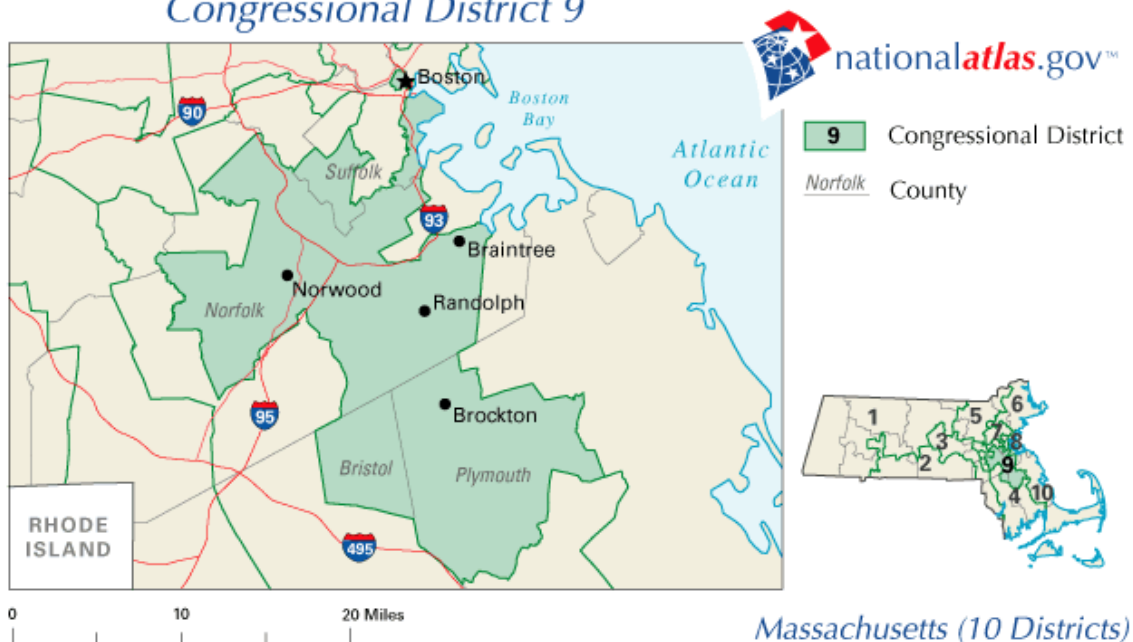 Congressional District 9
nationalatlas.gov™
Boston
90
Boston
Bay
9 Congressional District
Atlantic
Ocean
Suffolk
Norfolk County
93
Braintree
Norwood
Randolph
Norfolk
95
Brockton
Bristol
Plymouth
RHODE
ISLAND
495
1
2
3
4
5
6
7
8
9
10
0 10 20 Miles
Massachusetts (10 Districts)